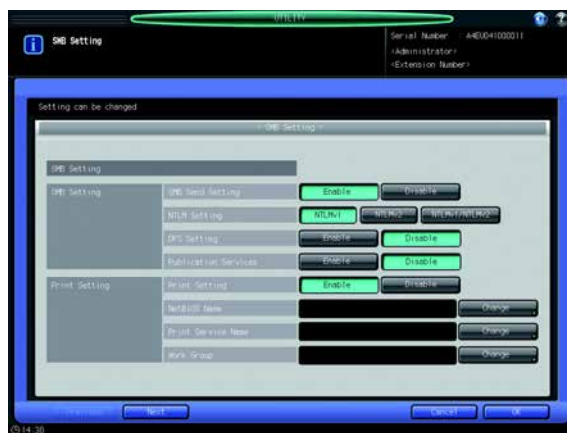 UTILITY
SMB Setting
Serial Number : A4EU041000011
<Administrator>
<Extension Number>
Setting can be changed
< SMB Setting >
SMB Setting
SMB Setting
SMB Send Setting Enable Disable
NTLM Setting NTLMv1 NTLMv2 NTLMv1/NTLMv2
DFS Setting Enable Disable
Publication Services Enable Disable
Print Setting
Print Setting Enable Disable
NetBIOS Name Change
Print Service Name Change
Work Group Change
Previous Next Cancel OK
14:38